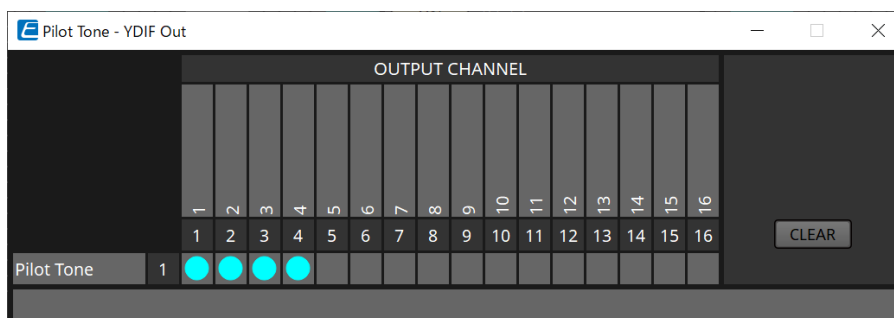 Pilot Tone - YDIF Out
OUTPUT CHANNEL
1 2 3 4 5 6 7 8 9 10 11 12 13 14 15 16
1 2 3 4 5 6 7 8 9 10 11 12 13 14 15 16
CLEAR
Pilot Tone 1